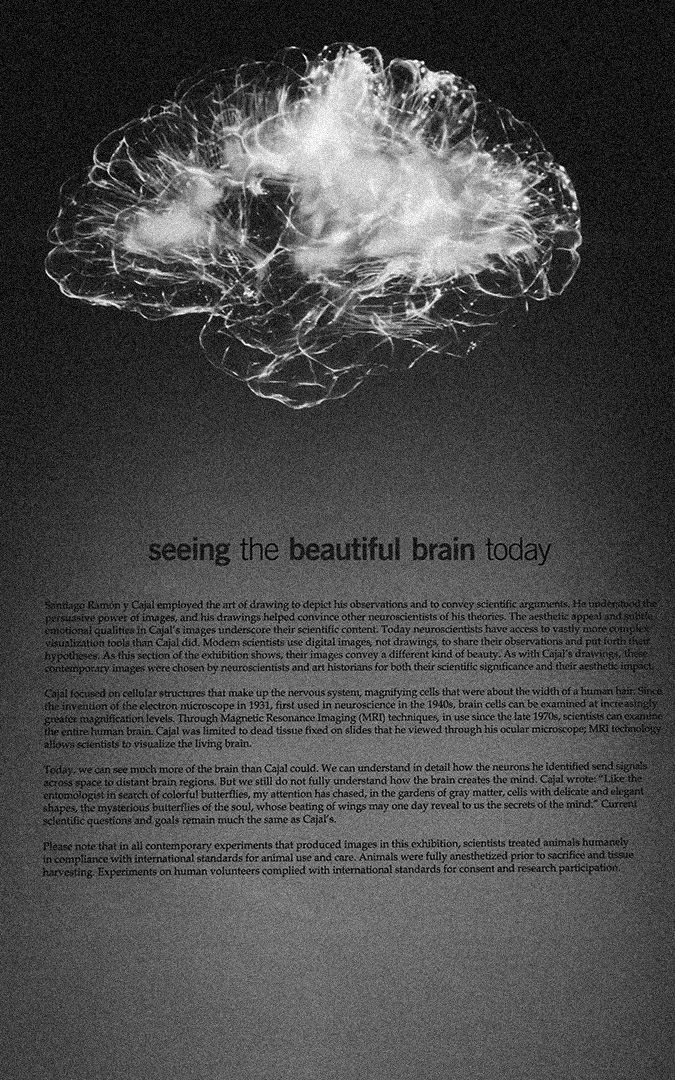 seeing the beautiful brain today
Santiago Ramón y Cajal employed the art of drawing to depict his observations and to convey scientific arguments. He understood the
persuasive power of images, and his drawings helped convince other neuroscientists of his theories. The aesthetic appeal and subtle
emotional qualities in Cajal's images underscore their scientific content. Today neuroscientists have access to vastly more complex
visualization tools than Cajal did. Modern scientists use digital images, not drawings, to share their observations and put forth their
hypotheses. As this section of the exhibition shows, their images convey a different kind of beauty. As with Cajal's drawings, these
contemporary images were chosen by neuroscientists and art historians for both their scientific significance and their aesthetic impact.
Cajal focused on cellular structures that make up the nervous system, magnifying cells that were about the width of a human hair. Since
the invention of the electron microscope in 1931, first used in neuroscience in the 1940s, brain cells can be examined at increasingly
greater magnification levels. Through Magnetic Resonance Imaging (MRI) techniques, in use since the late 1970s, scientists can examine
the entire human brain. Cajal was limited to dead tissue fixed on slides that he viewed through his ocular microscope; MRI technology
allows scientists to visualize the living brain.
Today, we can see much more of the brain than Cajal could. We can understand in detail how the neurons he identified send signals
across space to distant brain regions. But we still do not fully understand how the brain creates the mind. Cajal wrote: “Like the
entomologist in search of colorful butterflies, my attention has chased, in the gardens of gray matter, cells with delicate and elegant
shapes, the mysterious butterflies of the soul, whose beating of wings may one day reveal to us the secrets of the mind.” Current
scientific questions and goals remain much the same as Cajal's.
Please note that in all contemporary experiments that produced images in this exhibition, scientists treated animals humanely
in compliance with international standards for animal use and care. Animals were fully anesthetized prior to sacrifice and tissue
harvesting. Experiments on human volunteers complied with international standards for consent and research participation.